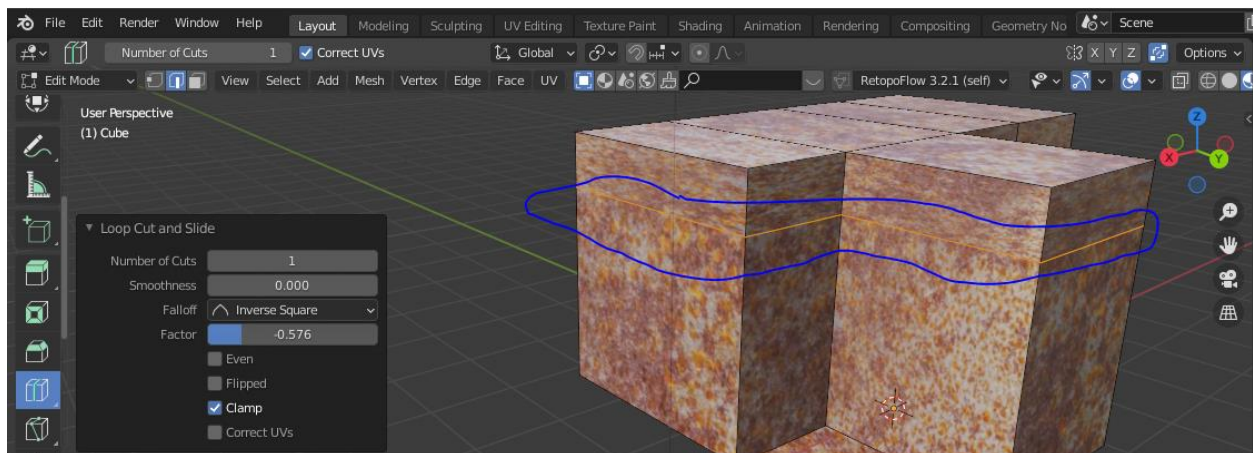 File Edit Render Window Help Layout Modeling Sculpting UV Editing Texture Paint Shading Animation Rendering Compositing Geometry No Scene
Number of Cuts 1 Correct UVs Global X Y Z Options
Edit Mode View Select Add Mesh Vertex Edge Face UV RetopoFlow 3.2.1 (self)
User Perspective
(1) Cube
Z
X Y
Loop Cut and Slide
Number of Cuts 1
Smoothness 0.000
Falloff Inverse Square
Factor -0.576
Even
Flipped
Clamp
Correct UVs